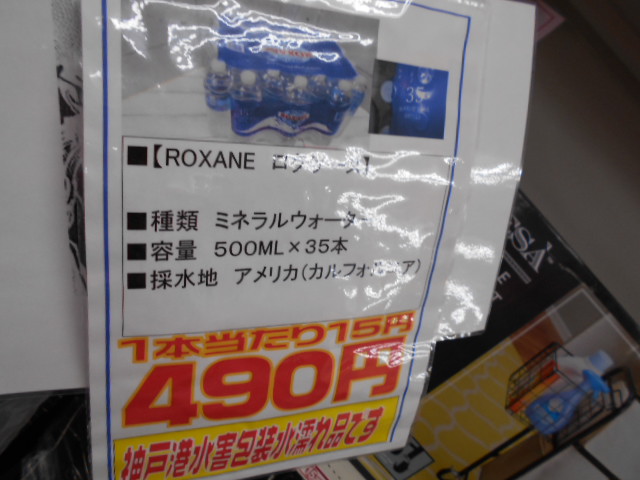 35
■【ROXANE ロクサーヌ】
■種類 ミネラルウォーター
■容量 500ML×35本
■採水地 アメリカ(カルフォルニア)
1本当たり15円
490円
神戸港水害包装水濡れ品です